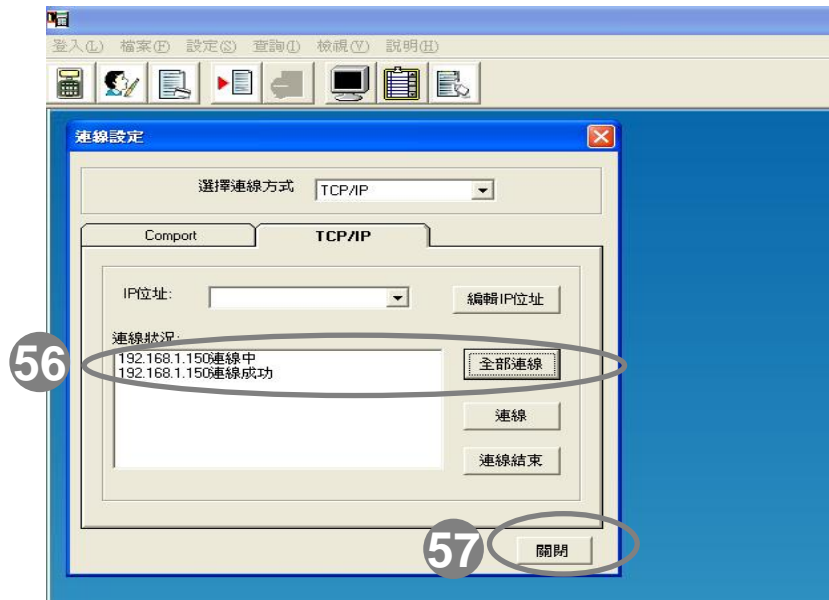 登入(L) 檔案(F) 設定(S) 查詢(I) 檢視(V) 說明(H)
連線設定
選擇連線方式 TCP/IP
Comport TCP/IP
IP位址: 編輯IP位址
連線狀況:
56
192.168.1.150連線中
192.168.1.150連線成功
全部連線
連線
連線結束
57
關閉